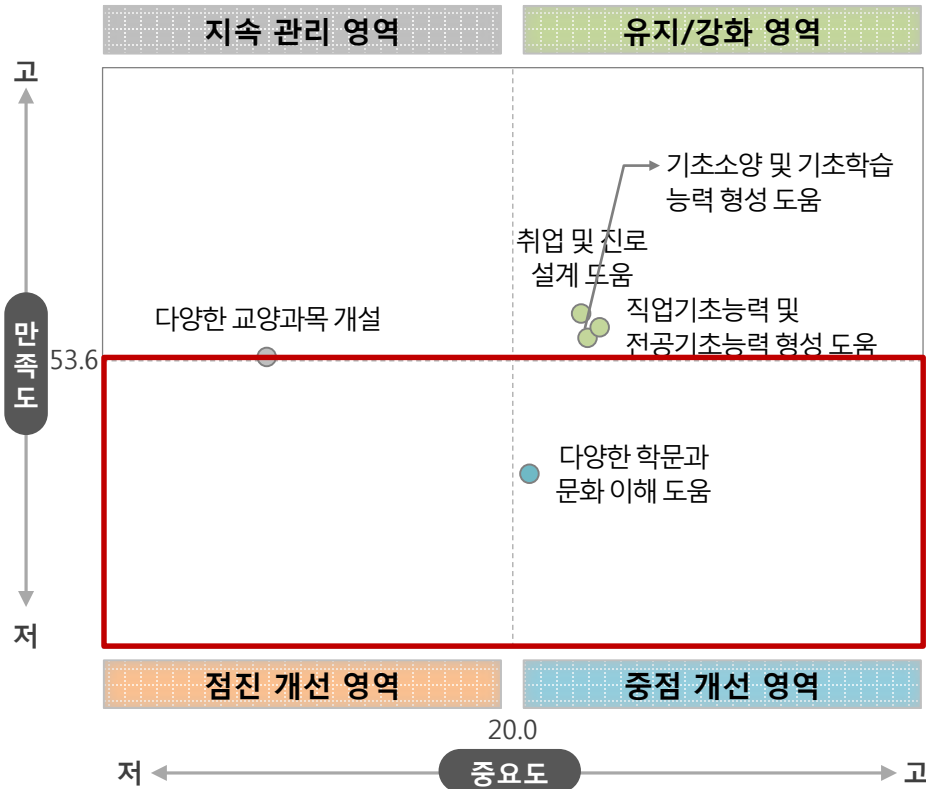 지속 관리 영역
유지/강화 영역
고
기초소양 및 기초학습
능력 형성 도움
취업 및 진로
설계 도움
다양한 교양과목 개설
직업기초능력 및
전공기초능력 형성 도움
만족도
53.6
다양한 학문과
문화 이해 도움
저
점진 개선 영역
중점 개선 영역
20.0
저
중요도
고